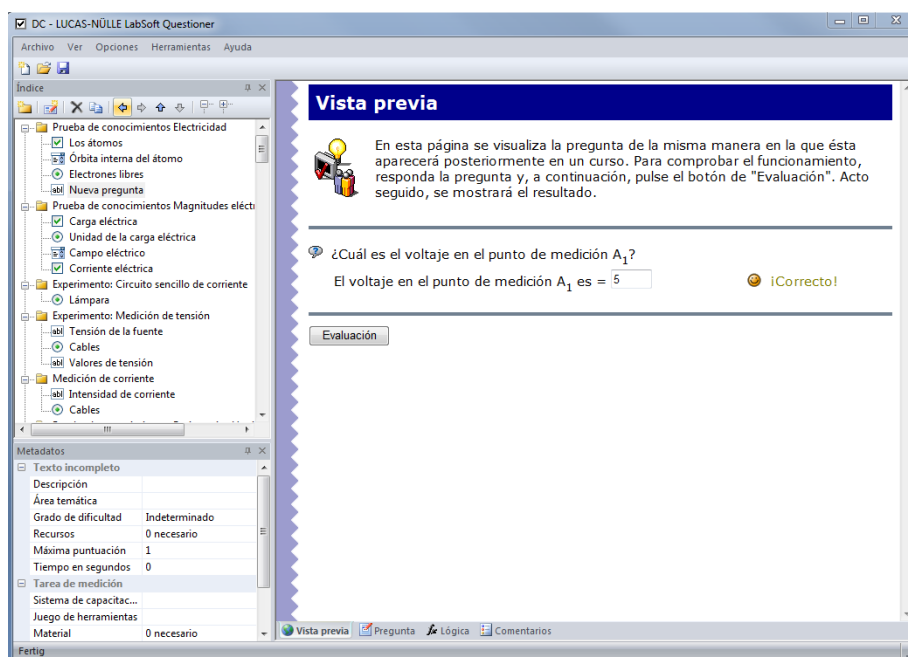 DC - LUCAS-NÜLLE LabSoft Questioner
Archivo Ver Opciones Herramientas Ayuda
Índice
Prueba de conocimientos Electricidad
Los átomos
Órbita interna del átomo
Electrones libres
Nueva pregunta
Prueba de conocimientos Magnitudes eléctr
Carga eléctrica
Unidad de la carga eléctrica
Campo eléctrico
Corriente eléctrica
Experimento: Circuito sencillo de corriente
Lámpara
Experimento: Medición de tensión
Tensión de la fuente
Cables
Valores de tensión
Medición de corriente
Intensidad de corriente
Cables
Metadatos
Texto incompleto
Descripción
Área temática
Grado de dificultad Indeterminado
Recursos 0 necesario
Máxima puntuación 1
Tiempo en segundos 0
Tarea de medición
Sistema de capacitac...
Juego de herramientas
Material 0 necesario
Fertig
Vista previa
En esta página se visualiza la pregunta de la misma manera en la que ésta
aparecerá posteriormente en un curso. Para comprobar el funcionamiento,
responda la pregunta y, a continuación, pulse el botón de "Evaluación". Acto
seguido, se mostrará el resultado.
¿Cuál es el voltaje en el punto de medición A₁?
El voltaje en el punto de medición A₁ es = 5 ¡Correcto!
Evaluación
Vista previa Pregunta Lógica Comentarios